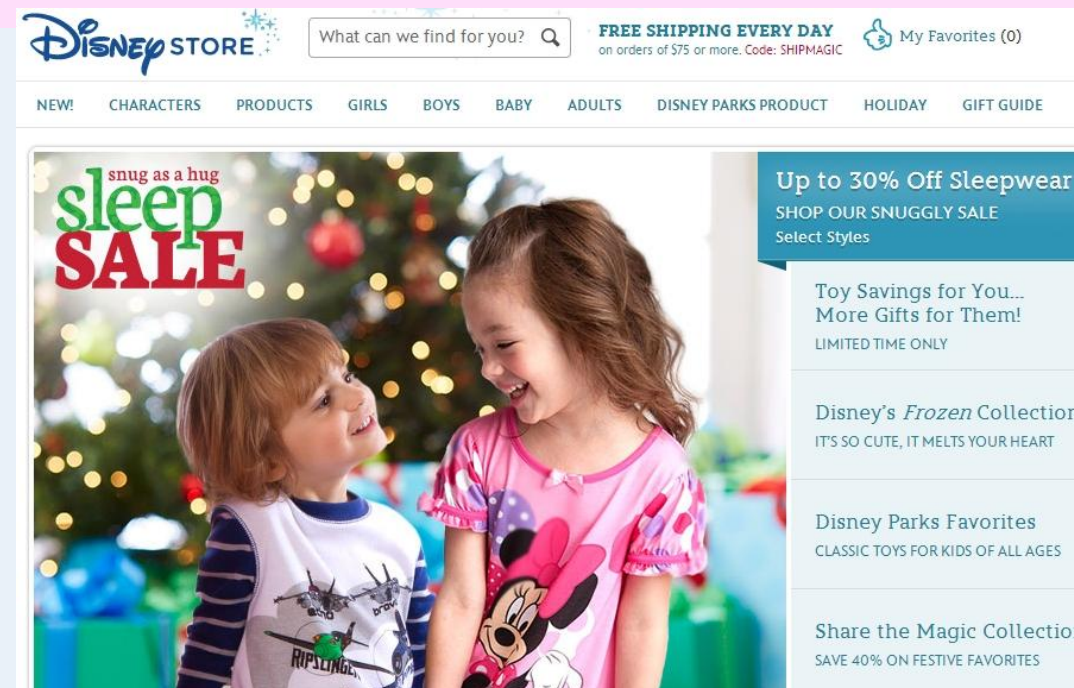 Disney STORE
What can we find for you?
FREE SHIPPING EVERY DAY
on orders of $75 or more. Code: SHIPMAGIC
My Favorites (0)
NEW! CHARACTERS PRODUCTS GIRLS BOYS BABY ADULTS DISNEY PARKS PRODUCT HOLIDAY GIFT GUIDE
snug as a hug
sleep
SALE
Up to 30% Off Sleepwear
SHOP OUR SNUGGLY SALE
Select Styles
Toy Savings for You...
More Gifts for Them!
LIMITED TIME ONLY
Disney's Frozen Collection
IT'S SO CUTE, IT MELTS YOUR HEART
Disney Parks Favorites
CLASSIC TOYS FOR KIDS OF ALL AGES
Share the Magic Collectio
SAVE 40% ON FESTIVE FAVORITES
bravo
RIPSLINGER